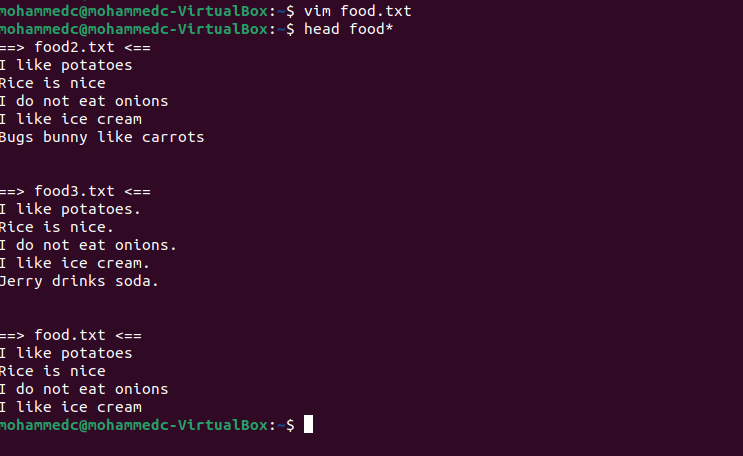 mohammedc@mohammedc-VirtualBox:~$ vim food.txt
mohammedc@mohammedc-VirtualBox:~$ head food*
==> food2.txt <==
I like potatoes
Rice is nice
I do not eat onions
I like ice cream
Bugs bunny like carrots
==> food3.txt <==
I like potatoes.
Rice is nice.
I do not eat onions.
I like ice cream.
Jerry drinks soda.
==> food.txt <==
I like potatoes
Rice is nice
I do not eat onions
I like ice cream
mohammedc@mohammedc-VirtualBox:~$